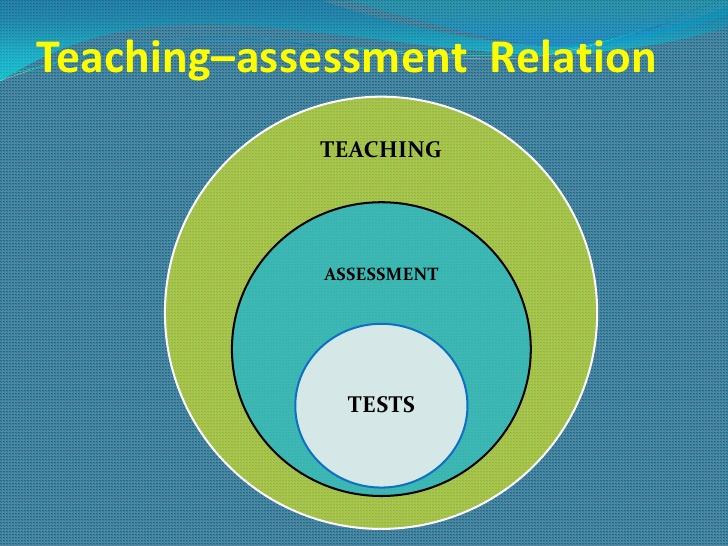 Teaching–assessment Relation
TEACHING
ASSESSMENT
TESTS